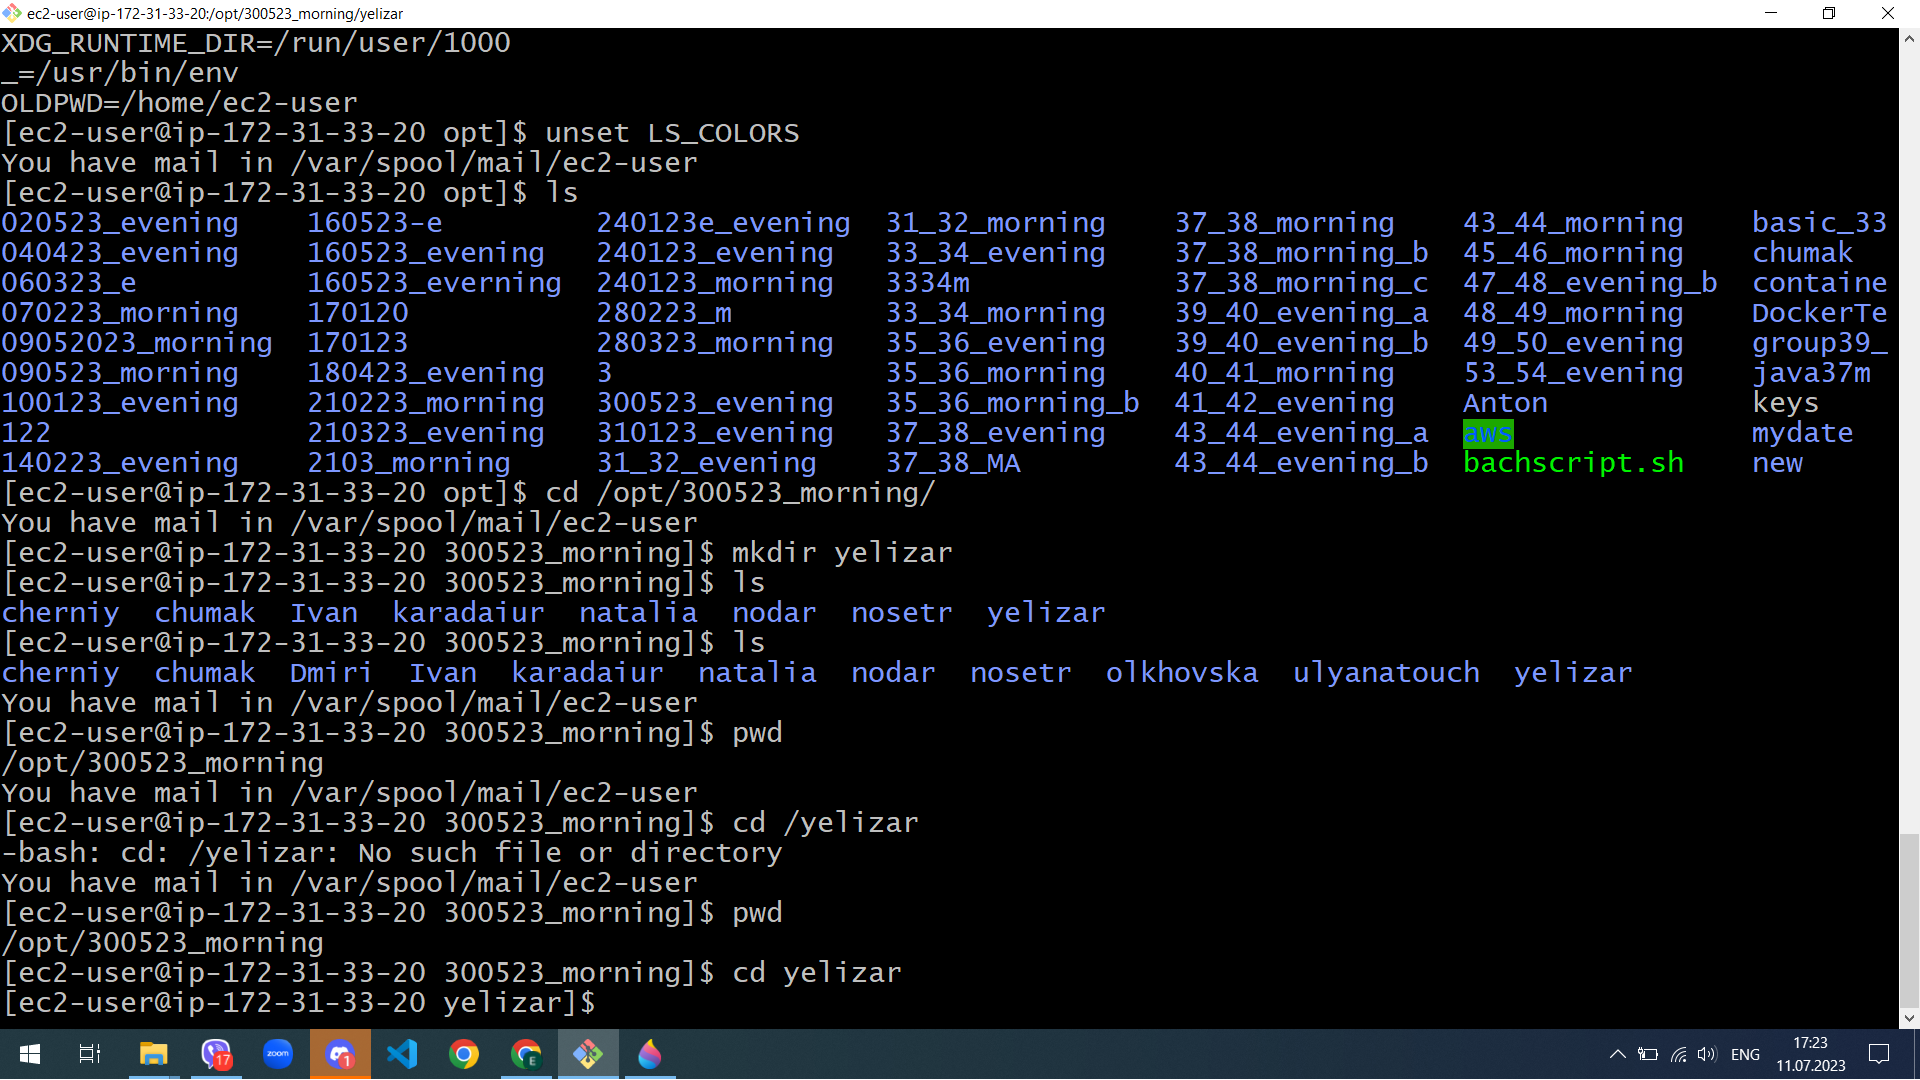 ec2-user@ip-172-31-33-20:/opt/300523_morning/yelizar
XDG_RUNTIME_DIR=/run/user/1000
_=/usr/bin/env
OLDPWD=/home/ec2-user
[ec2-user@ip-172-31-33-20 opt]$ unset LS_COLORS
You have mail in /var/spool/mail/ec2-user
[ec2-user@ip-172-31-33-20 opt]$ ls
020523_evening 160523-e 240123e_evening 31_32_morning 37_38_morning 43_44_morning basic_33
040423_evening 160523_evening 240123_evening 33_34_evening 37_38_morning_b 45_46_morning chumak
060323_e 160523_everning 240123_morning 3334m 37_38_morning_c 47_48_evening_b containe
070223_morning 170120 280223_m 33_34_morning 39_40_evening_a 48_49_morning DockerTe
09052023_morning 170123 280323_morning 35_36_evening 39_40_evening_b 49_50_evening group39_
090523_morning 180423_evening 3 35_36_morning 40_41_morning 53_54_evening java37m
100123_evening 210223_morning 300523_evening 35_36_morning_b 41_42_evening Anton keys
122 210323_evening 310123_evening 37_38_evening 43_44_evening_a aws mydate
140223_evening 2103_morning 31_32_evening 37_38_MA 43_44_evening_b bachscript.sh new
[ec2-user@ip-172-31-33-20 opt]$ cd /opt/300523_morning/
You have mail in /var/spool/mail/ec2-user
[ec2-user@ip-172-31-33-20 300523_morning]$ mkdir yelizar
[ec2-user@ip-172-31-33-20 300523_morning]$ ls
cherniy chumak Ivan karadaiur natalia nodar nosetr yelizar
[ec2-user@ip-172-31-33-20 300523_morning]$ ls
cherniy chumak Dmiri Ivan karadaiur natalia nodar nosetr olkhovska ulyanatouch yelizar
You have mail in /var/spool/mail/ec2-user
[ec2-user@ip-172-31-33-20 300523_morning]$ pwd
/opt/300523_morning
You have mail in /var/spool/mail/ec2-user
[ec2-user@ip-172-31-33-20 300523_morning]$ cd /yelizar
-bash: cd: /yelizar: No such file or directory
You have mail in /var/spool/mail/ec2-user
[ec2-user@ip-172-31-33-20 300523_morning]$ pwd
/opt/300523_morning
[ec2-user@ip-172-31-33-20 300523_morning]$ cd yelizar
[ec2-user@ip-172-31-33-20 yelizar]$
17 zoom 1 E ENG 17:23
11.07.2023